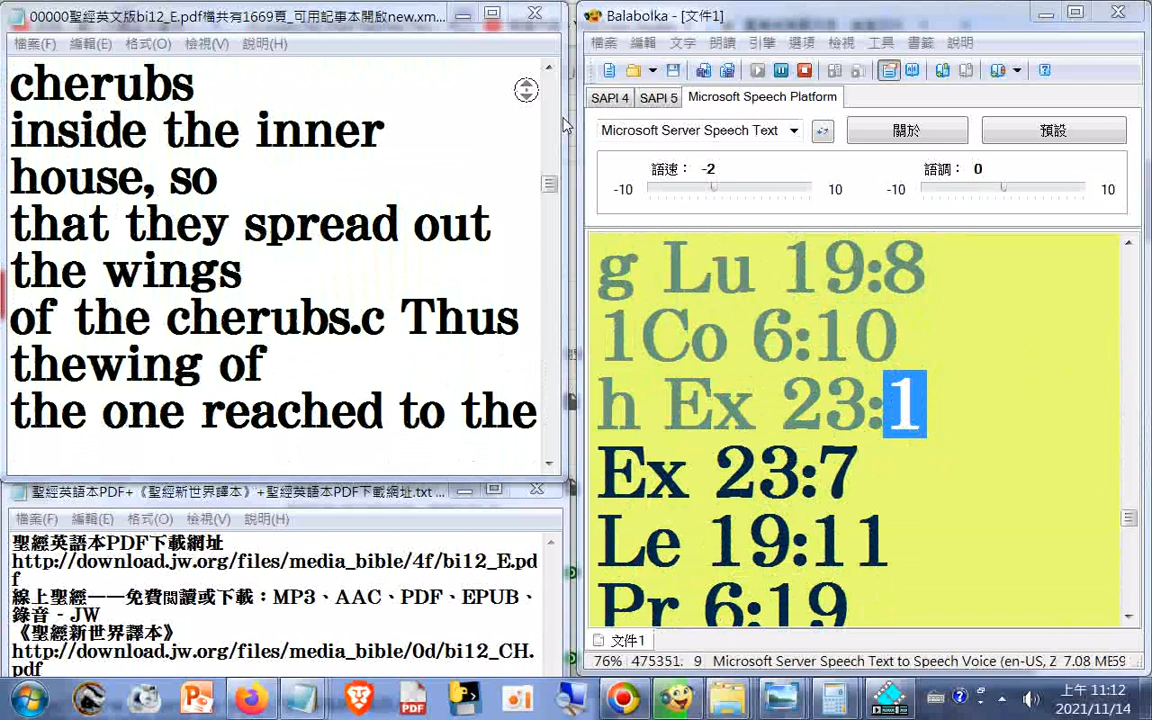 00000聖經英文版bi12_E.pdf檔共有1669頁_可用記事本開啟new.xm...
檔案(F) 編輯(E) 格式(O) 檢視(V) 說明(H)
cherubs
inside the inner
house, so
that they spread out
the wings
of the cherubs.c Thus
thewing of
the one reached to the
聖經英語本PDF+《聖經新世界譯本》+聖經英語本PDF下載網址.txt ...
檔案(F) 編輯(E) 格式(O) 檢視(V) 說明(H)
聖經英語本PDF下載網址
http://download.jw.org/files/media_bible/4f/bi12_E.pd
f
線上聖經——免費閱讀或下載：MP3、AAC、PDF、EPUB、
錄音 - JW
《聖經新世界譯本》
http://download.jw.org/files/media_bible/0d/bi12_CH.
pdf
Balabolka - [文件1]
檔案 編輯 文字 朗讀 引擎 選項 檢視 工具 書籤 說明
SAPI 4 SAPI 5 Microsoft Speech Platform
Microsoft Server Speech Text 關於 預設
語速： -2 語調： 0
-10 10 -10 10
g Lu 19:8
1Co 6:10
h Ex 23:1
Ex 23:7
Le 19:11
Pr 6:19
文件1
76% 475351. 9 Microsoft Server Speech Text to Speech Voice (en-US, Z 7.08 ME59
PDF
上午 11:12
2021/11/14